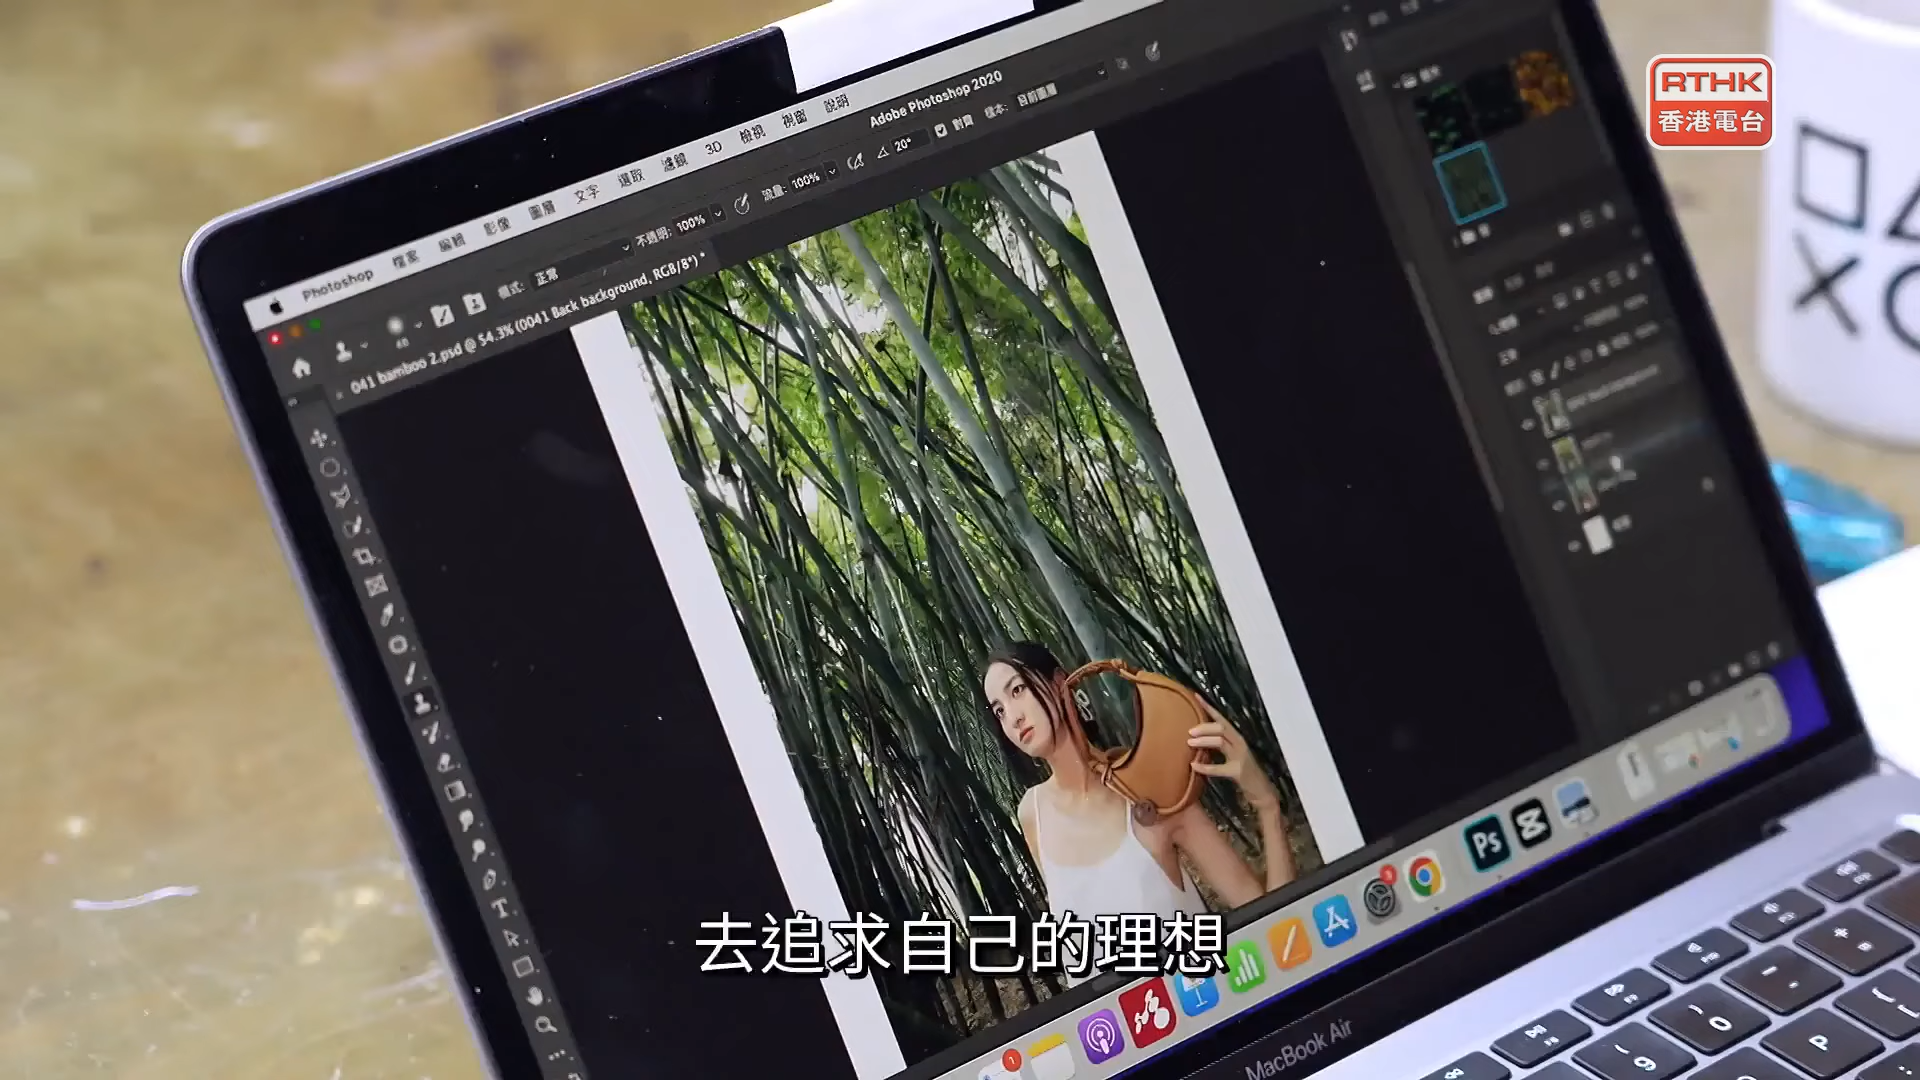 RTHK
香港電台
Photoshop 檔案 編輯 影像 圖層 文字 選取 濾鏡 3D 檢視 視窗 說明
Adobe Photoshop 2020
模式: 正常 不透明: 100% 流量: 100% 20° 對齊 樣本: 目前圖層
041 bamboo 2.psd @ 54.3% (0041 Back background, RGB/8*) *
Ps
去追求自己的理想
MacBook Air